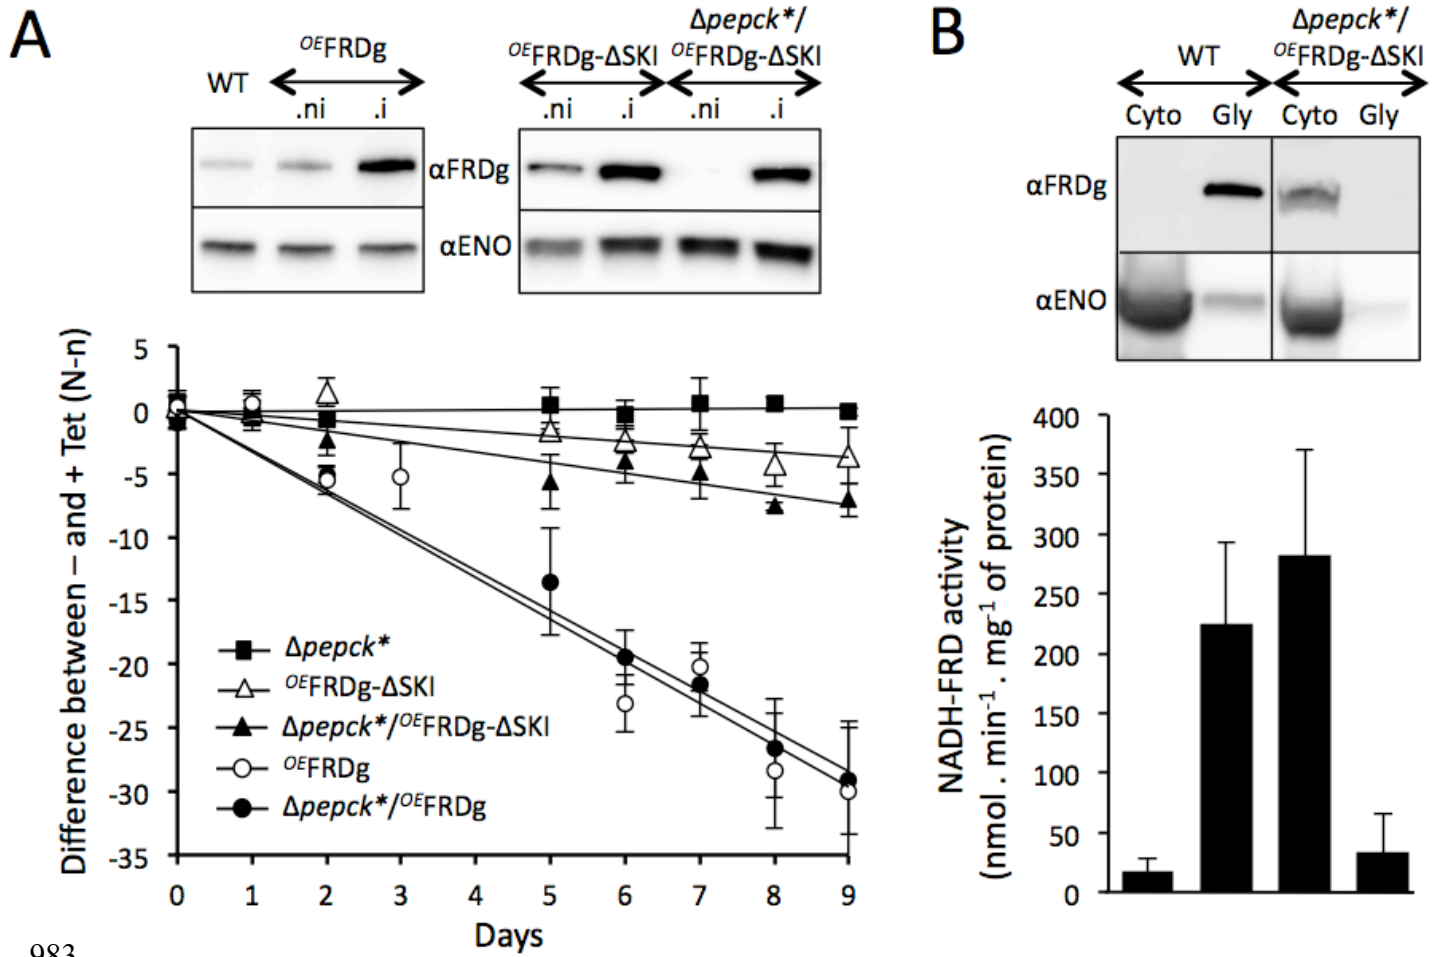 A
WT
OEFRDg
.ni .i
OEFRDg-ΔSKI
Δpepck*/
OEFRDg-ΔSKI
.ni .i .ni .i
αFRDg
αENO
Difference between – and + Tet (N-n)
5
0
-5
-10
-15
-20
-25
-30
-35
Δpepck*
OEFRDg-ΔSKI
Δpepck*/OEFRDg-ΔSKI
OEFRDg
Δpepck*/OEFRDg
0 1 2 3 4 5 6 7 8 9
Days
B
WT
Δpepck*/
OEFRDg-ΔSKI
Cyto Gly Cyto Gly
αFRDg
αENO
NADH-FRD activity
(nmol . min-1 . mg-1 of protein)
400
350
300
250
200
150
100
50
0
983